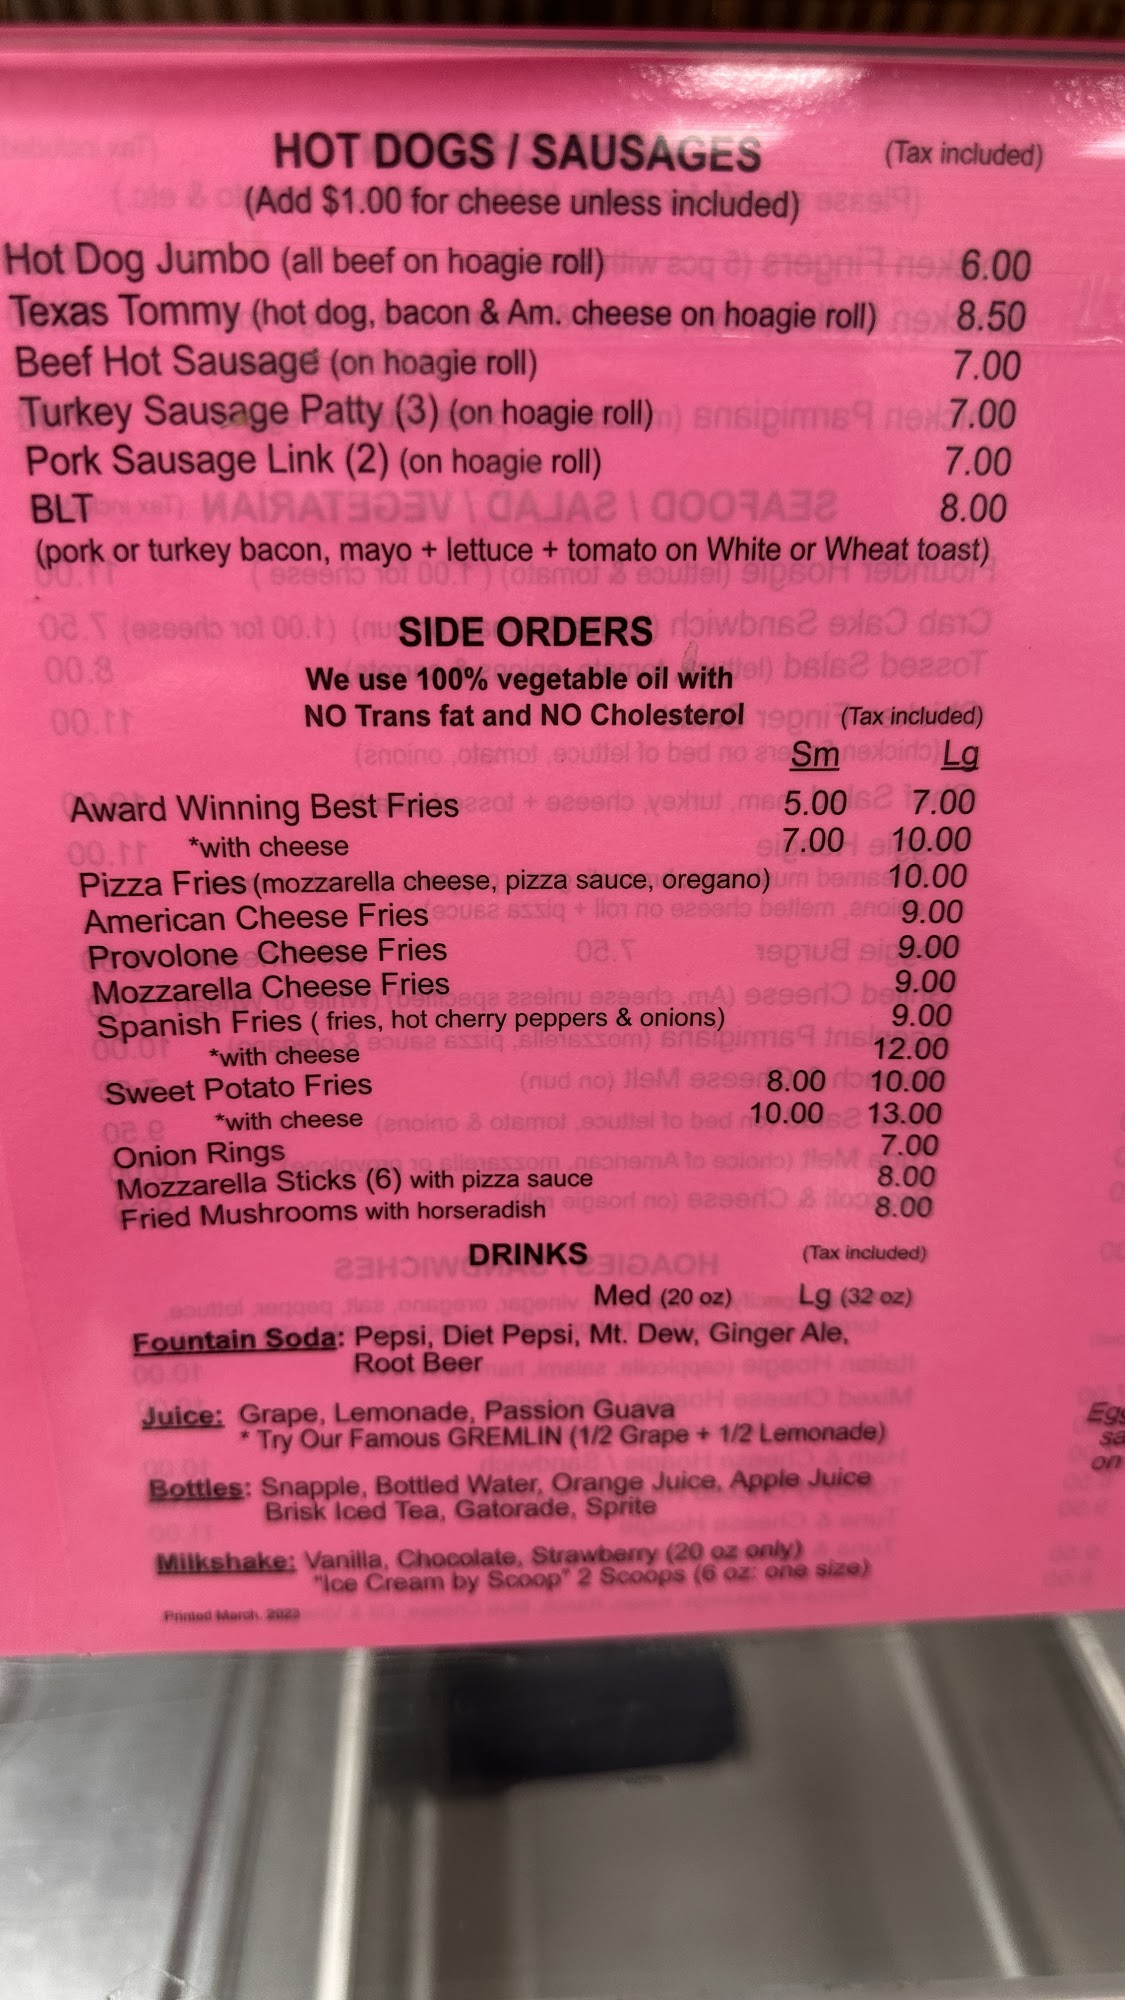 HOT DOGS / SAUSAGES (Tax included)
(Add $1.00 for cheese unless included)
Hot Dog Jumbo (all beef on hoagie roll) 6.00
Texas Tommy (hot dog, bacon & Am. cheese on hoagie roll) 8.50
Beef Hot Sausage (on hoagie roll) 7.00
Turkey Sausage Patty (3) (on hoagie roll) 7.00
Pork Sausage Link (2) (on hoagie roll) 7.00
BLT 8.00
(pork or turkey bacon, mayo + lettuce + tomato on White or Wheat toast)
SIDE ORDERS
We use 100% vegetable oil with
NO Trans fat and NO Cholesterol (Tax included)
Sm Lg
Award Winning Best Fries 5.00 7.00
*with cheese 7.00 10.00
Pizza Fries (mozzarella cheese, pizza sauce, oregano) 10.00
American Cheese Fries 9.00
Provolone Cheese Fries 9.00
Mozzarella Cheese Fries 9.00
Spanish Fries ( fries, hot cherry peppers & onions) 9.00
*with cheese 12.00
Sweet Potato Fries 8.00 10.00
*with cheese 10.00 13.00
Onion Rings 7.00
Mozzarella Sticks (6) with pizza sauce 8.00
Fried Mushrooms with horseradish 8.00
DRINKS (Tax included)
Med (20 oz) Lg (32 oz)
Fountain Soda: Pepsi, Diet Pepsi, Mt. Dew, Ginger Ale,
Root Beer
Juice: Grape, Lemonade, Passion Guava
* Try Our Famous GREMLIN (1/2 Grape + 1/2 Lemonade)
Bottles: Snapple, Bottled Water, Orange Juice, Apple Juice
Brisk Iced Tea, Gatorade, Sprite
Milkshake: Vanilla, Chocolate, Strawberry (20 oz only)
"Ice Cream by Scoop" 2 Scoops (6 oz: one size)
Printed March, 2023
on